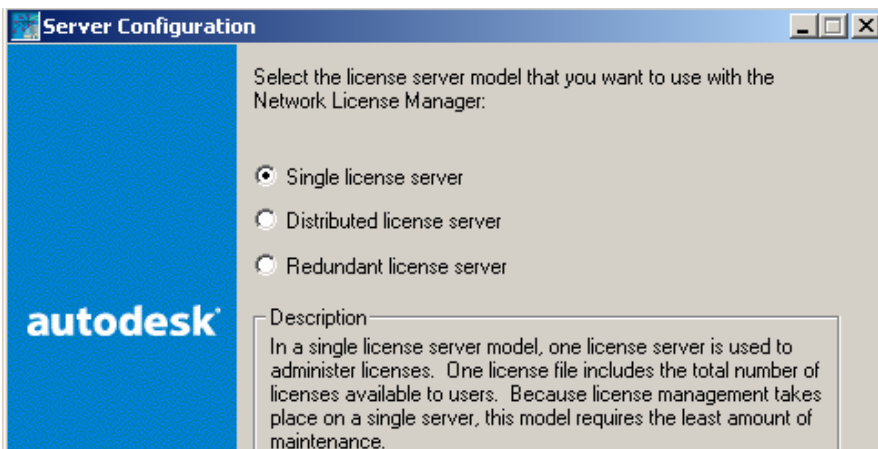 Server Configuration
Select the license server model that you want to use with the
Network License Manager:
Single license server
Distributed license server
Redundant license server
autodesk
Description
In a single license server model, one license server is used to
administer licenses. One license file includes the total number of
licenses available to users. Because license management takes
place on a single server, this model requires the least amount of
maintenance.